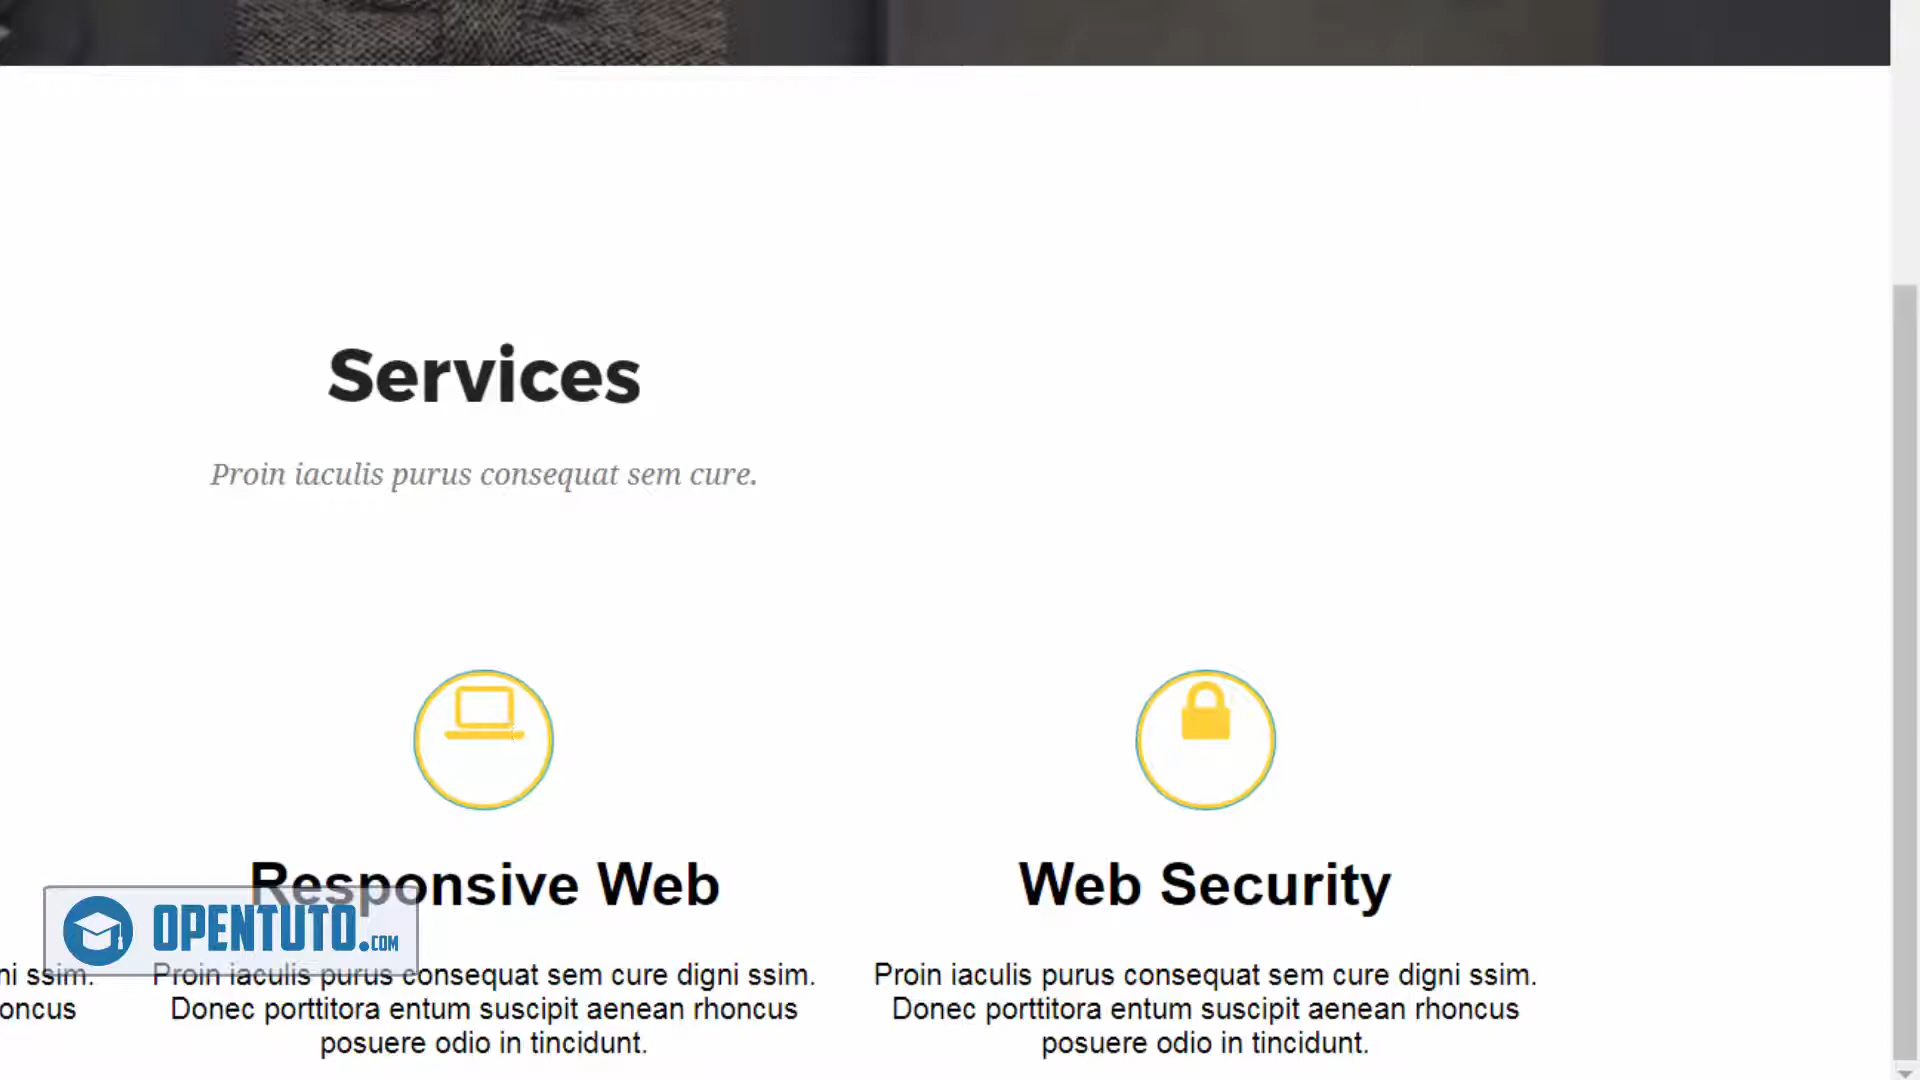 Services
Proin iaculis purus consequat sem cure.
Responsive Web
Web Security
OPENTUTO.COM
ni ssim.
oncus
Proin iaculis purus consequat sem cure digni ssim.
Donec porttitora entum suscipit aenean rhoncus
posuere odio in tincidunt.
Proin iaculis purus consequat sem cure digni ssim.
Donec porttitora entum suscipit aenean rhoncus
posuere odio in tincidunt.